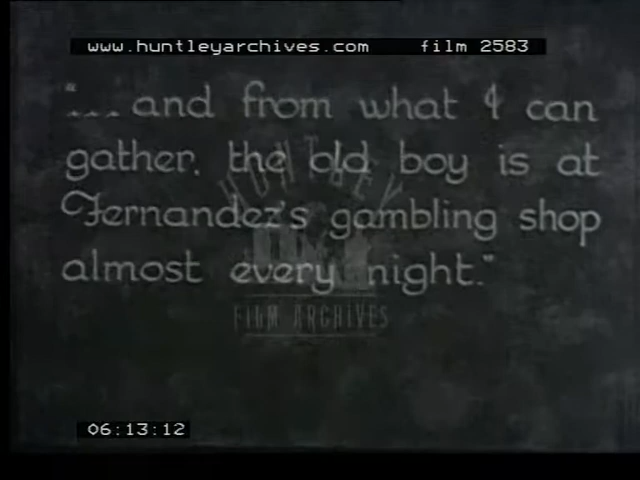 www.huntleyarchives.com film 2583
"... and from what I can
gather, the old boy is at
Fernandez's gambling shop
almost every night."
HUNTLEY
FILM ARCHIVES
06:13:12